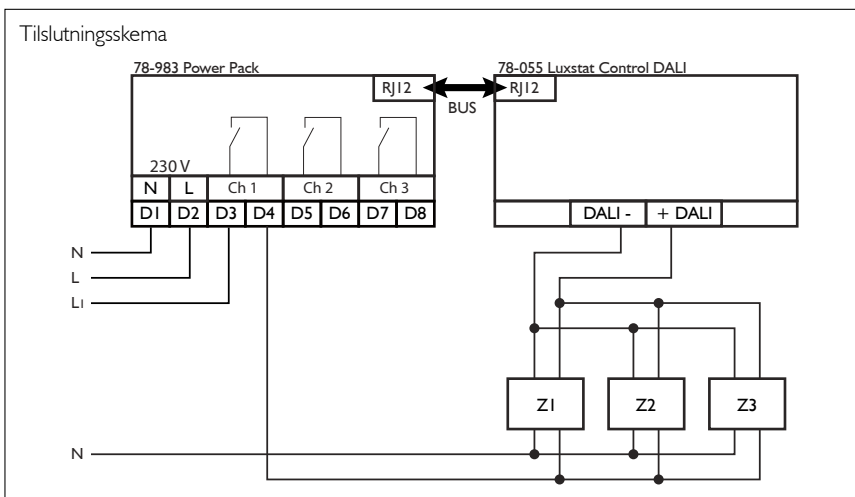 Tilslutningsskema
78-983 Power Pack
78-055 Luxstat Control DALI
RJ12
RJ12
BUS
230 V
N L Ch 1 Ch 2 Ch 3
D1 D2 D3 D4 D5 D6 D7 D8
DALI - + DALI
N
L
L1
Z1 Z2 Z3
N